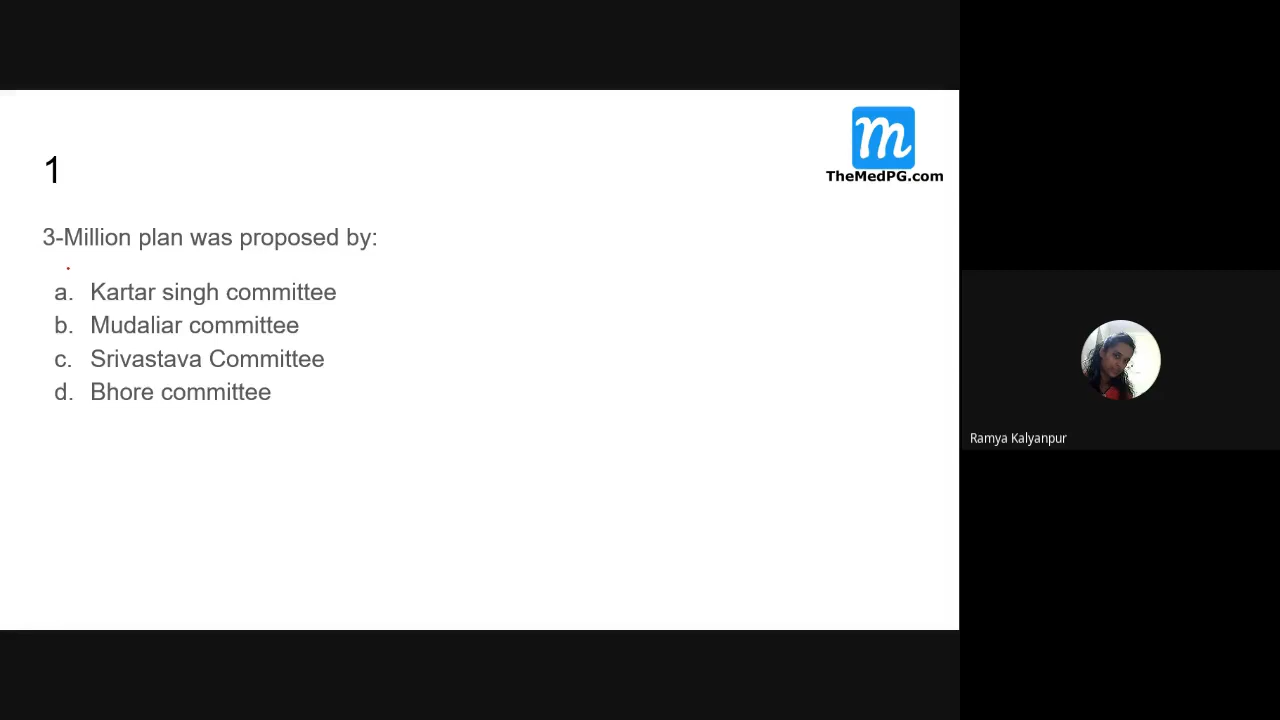 TheMedPG.com
1
3-Million plan was proposed by:
a. Kartar singh committee
b. Mudaliar committee
c. Srivastava Committee
d. Bhore committee
Ramya Kalyanpur